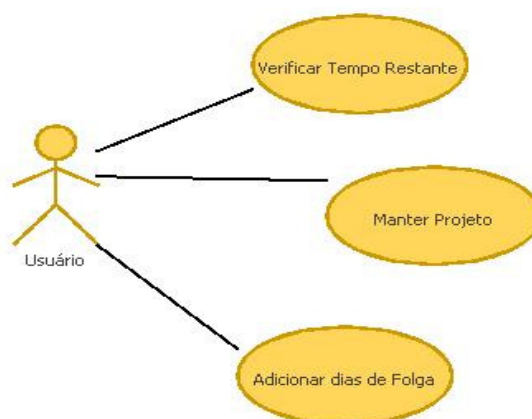 Verificar Tempo Restante
Manter Projeto
Usuário
Adicionar dias de Folga